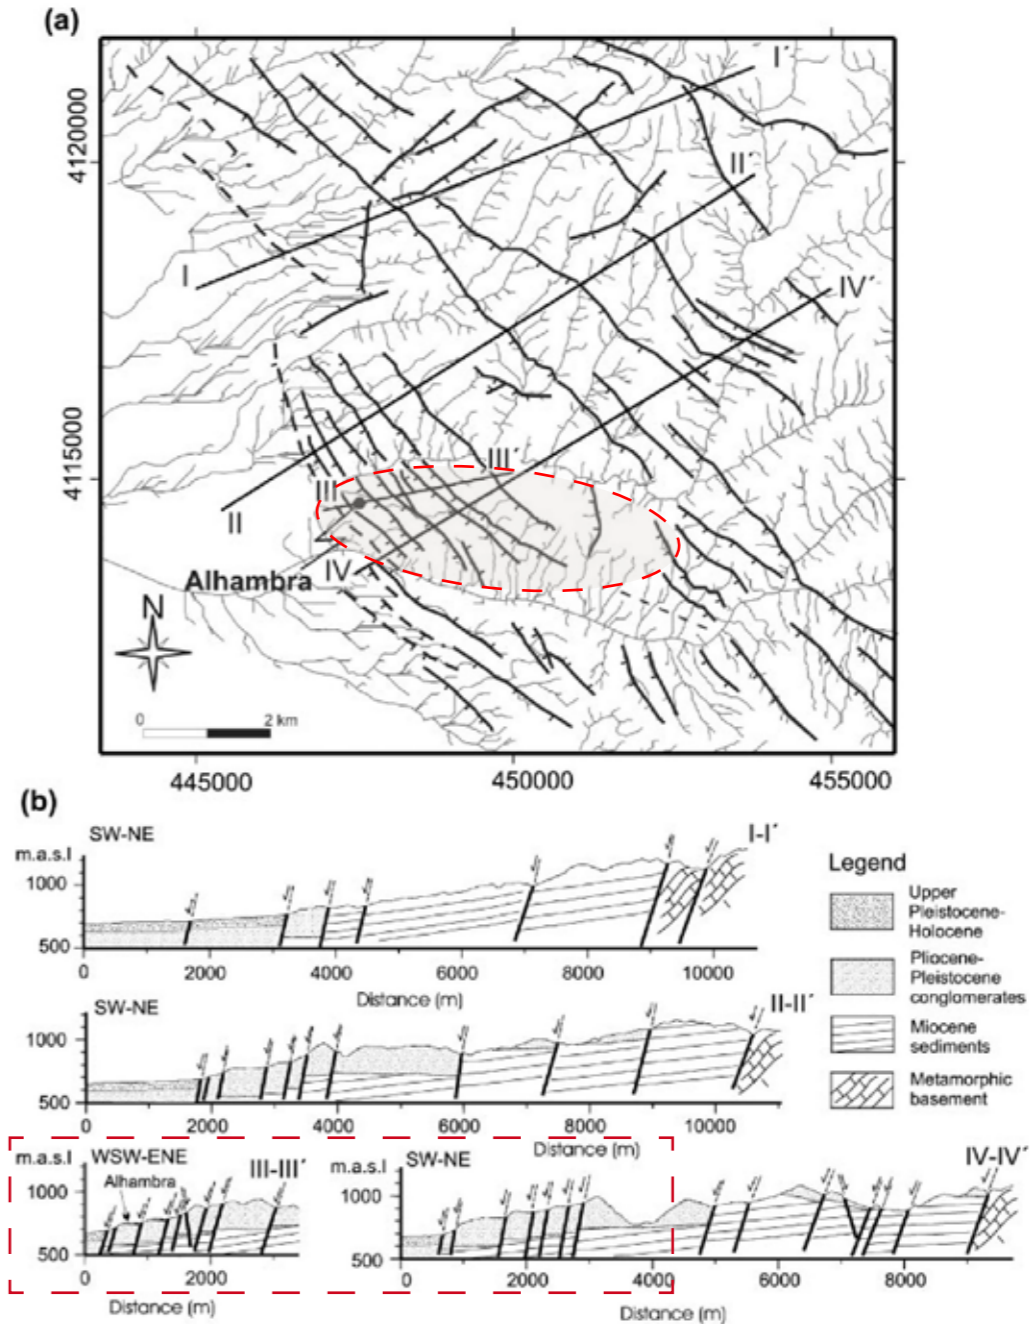 (a)
4120000
4115000
I
I´
II
II´
III
III´
IV
IV´
Alhambra
N
0 2 km
445000 450000 455000
(b)
SW-NE
I-I´
m.a.s.l
1000
500
0 2000 4000 6000 8000 10000
Distance (m)
SW-NE
II-II´
1000
500
0 2000 4000 6000 8000 10000
Distance (m)
m.a.s.l
WSW-ENE
III-III´
Alhambra
1000
500
0 2000
Distance (m)
m.a.s.l
SW-NE
IV-IV´
1000
500
0 2000 4000 6000 8000
Distance (m)
Legend
Upper
Pleistocene-
Holocene
Pliocene-
Pleistocene
conglomerates
Miocene
sediments
Metamorphic
basement